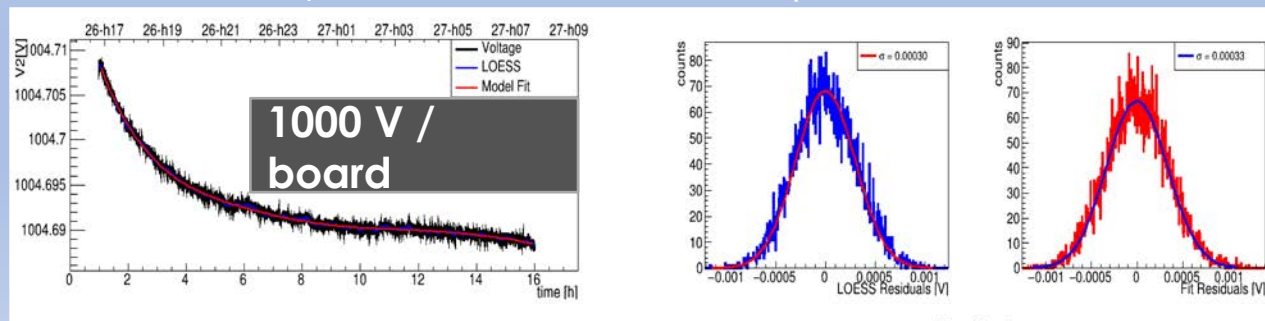 26-h17 26-h19 26-h21 26-h23 27-h01 27-h03 27-h05 27-h07 27-h09
V2[V]
1004.71
1004.705
1004.7
1004.695
1004.69
Voltage
LOESS
Model Fit
1000 V /
board
0 2 4 6 8 10 12 14 16
time [h]
counts
80
70
60
50
40
30
20
10
0
σ = 0.00030
−0.001 −0.0005 0 0.0005 0.001
LOESS Residuals [V]
counts
90
80
70
60
50
40
30
20
10
0
σ = 0.00033
−0.001 −0.0005 0 0.0005 0.001
Fit Residuals [V]